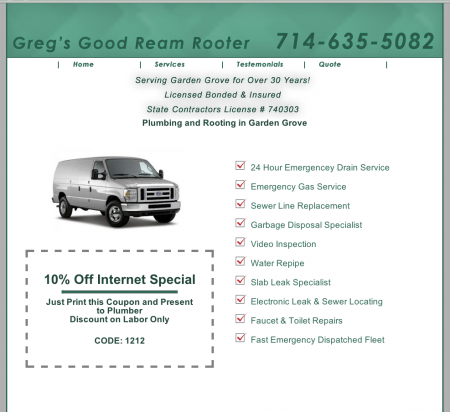 Greg's Good Ream Rooter 714-635-5082
Home Services Testemonials Quote
Serving Garden Grove for Over 30 Years!
Licensed Bonded & Insured
State Contractors License # 740303
Plumbing and Rooting in Garden Grove
24 Hour Emergencey Drain Service
Emergency Gas Service
Sewer Line Replacement
Garbage Disposal Specialist
Video Inspection
Water Repipe
Slab Leak Specialist
Electronic Leak & Sewer Locating
Faucet & Toilet Repairs
Fast Emergency Dispatched Fleet
10% Off Internet Special
Just Print this Coupon and Present
to Plumber
Discount on Labor Only
CODE: 1212